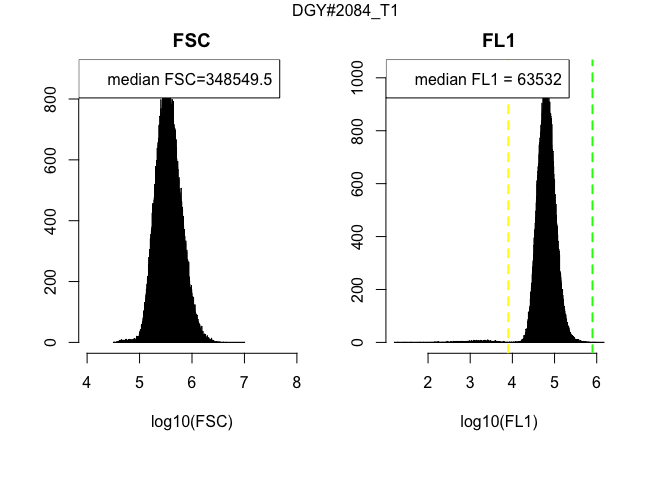 DGY#2084_T1
FSC
median FSC=348549.5
0
200
400
600
800
4 5 6 7 8
log10(FSC)
FL1
median FL1 = 63532
0
200
400
600
800
1000
2 3 4 5 6
log10(FL1)